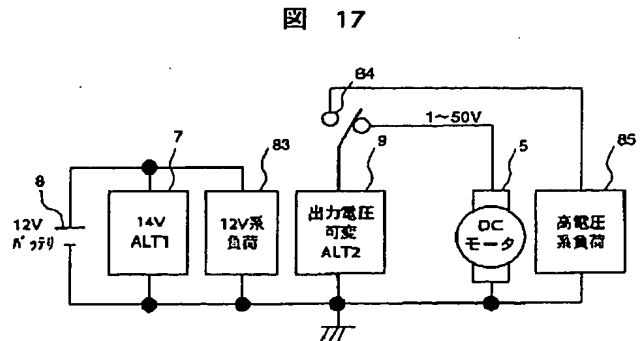 図 17
84
1~50V
7
83
9
5
85
8
12V
バッテリ
14V
ALT1
12V系
負荷
出力電圧
可変
ALT2
DC
モータ
高電圧
系負荷